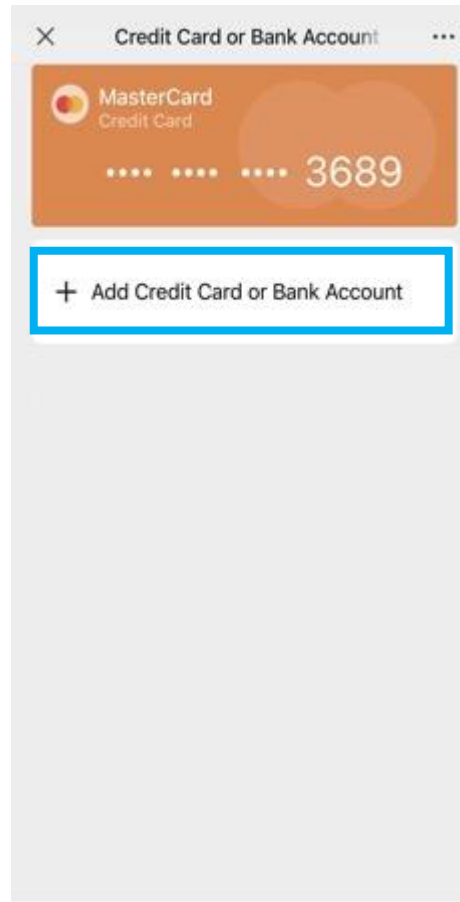 Credit Card or Bank Account
MasterCard
Credit Card
•••• •••• •••• 3689
+ Add Credit Card or Bank Account